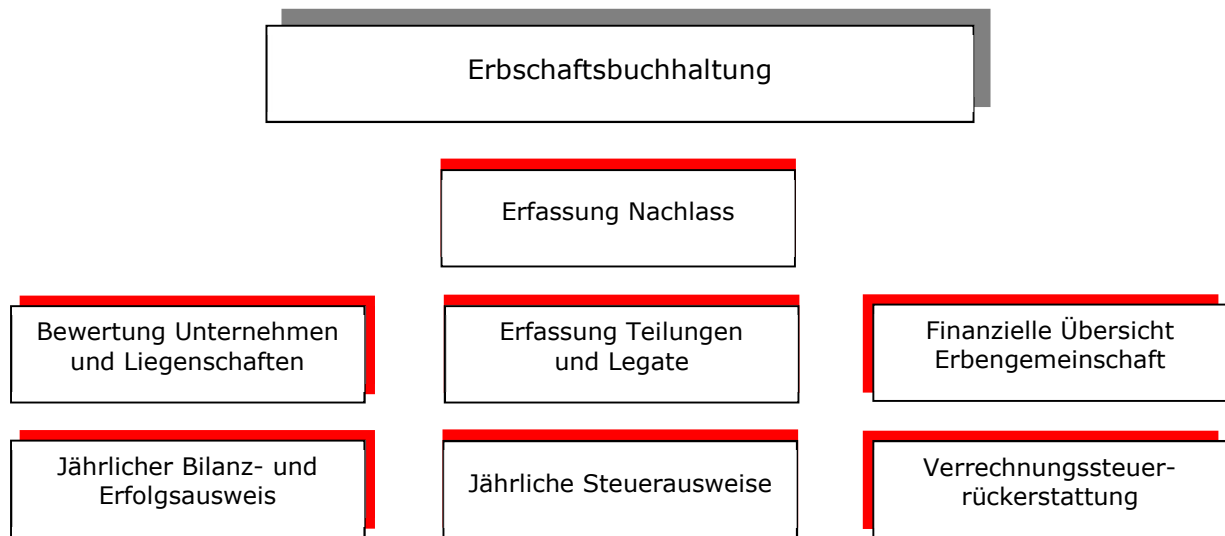 Erbschaftsbuchhaltung
Erfassung Nachlass
Bewertung Unternehmen
und Liegenschaften
Erfassung Teilungen
und Legate
Finanzielle Übersicht
Erbengemeinschaft
Jährlicher Bilanz- und
Erfolgsausweis
Jährliche Steuerausweise
Verrechnungssteuer-
rückerstattung